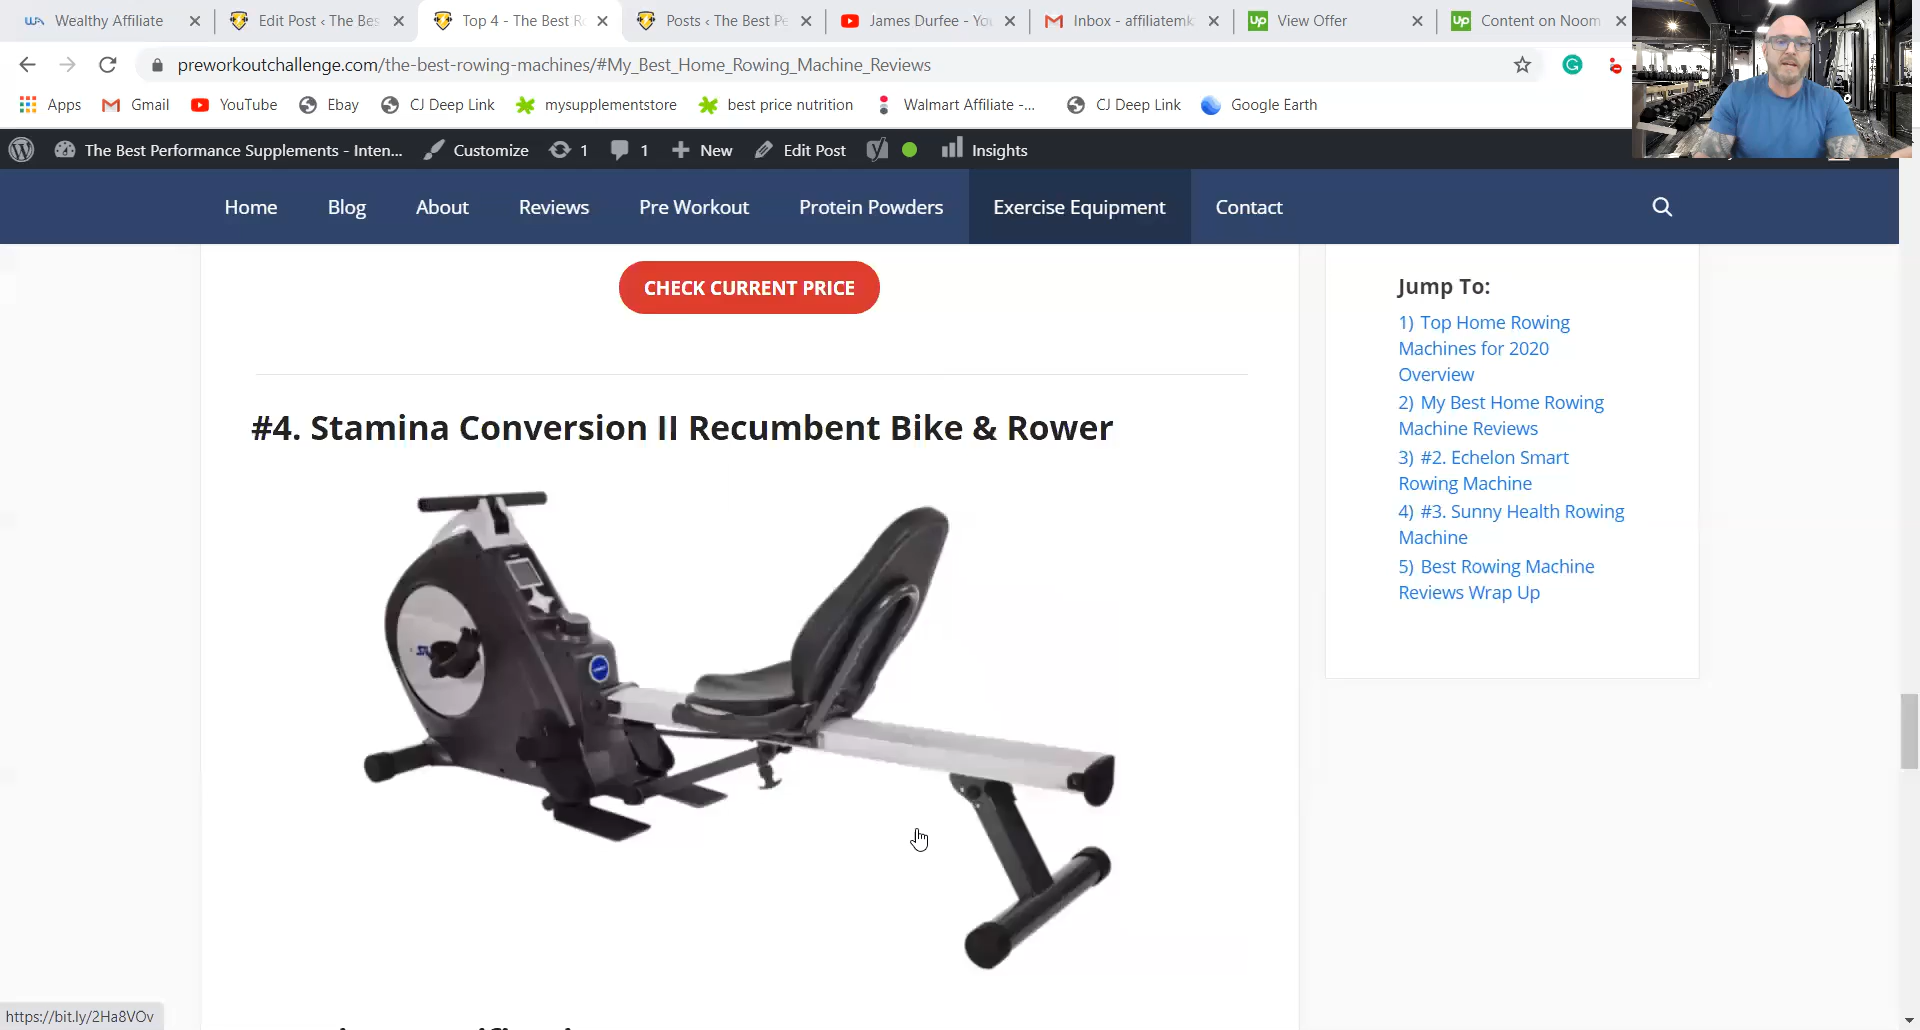 Wealthy Affiliate
Edit Post ‹ The Bes
Top 4 - The Best Ro
Posts ‹ The Best Pe
James Durfee - You
Inbox - affiliatemk
up View Offer
up Content on Noom
preworkoutchallenge.com/the-best-rowing-machines/#My_Best_Home_Rowing_Machine_Reviews
Apps
Gmail
YouTube
Ebay
CJ Deep Link
mysupplementstore
best price nutrition
Walmart Affiliate -...
CJ Deep Link
Google Earth
The Best Performance Supplements - Inten...
Customize
1
1
New
Edit Post
Insights
Home
Blog
About
Reviews
Pre Workout
Protein Powders
Exercise Equipment
Contact
CHECK CURRENT PRICE
#4. Stamina Conversion II Recumbent Bike & Rower
Jump To:
1) Top Home Rowing
Machines for 2020
Overview
2) My Best Home Rowing
Machine Reviews
3) #2. Echelon Smart
Rowing Machine
4) #3. Sunny Health Rowing
Machine
5) Best Rowing Machine
Reviews Wrap Up
https://bit.ly/2Ha8VOv